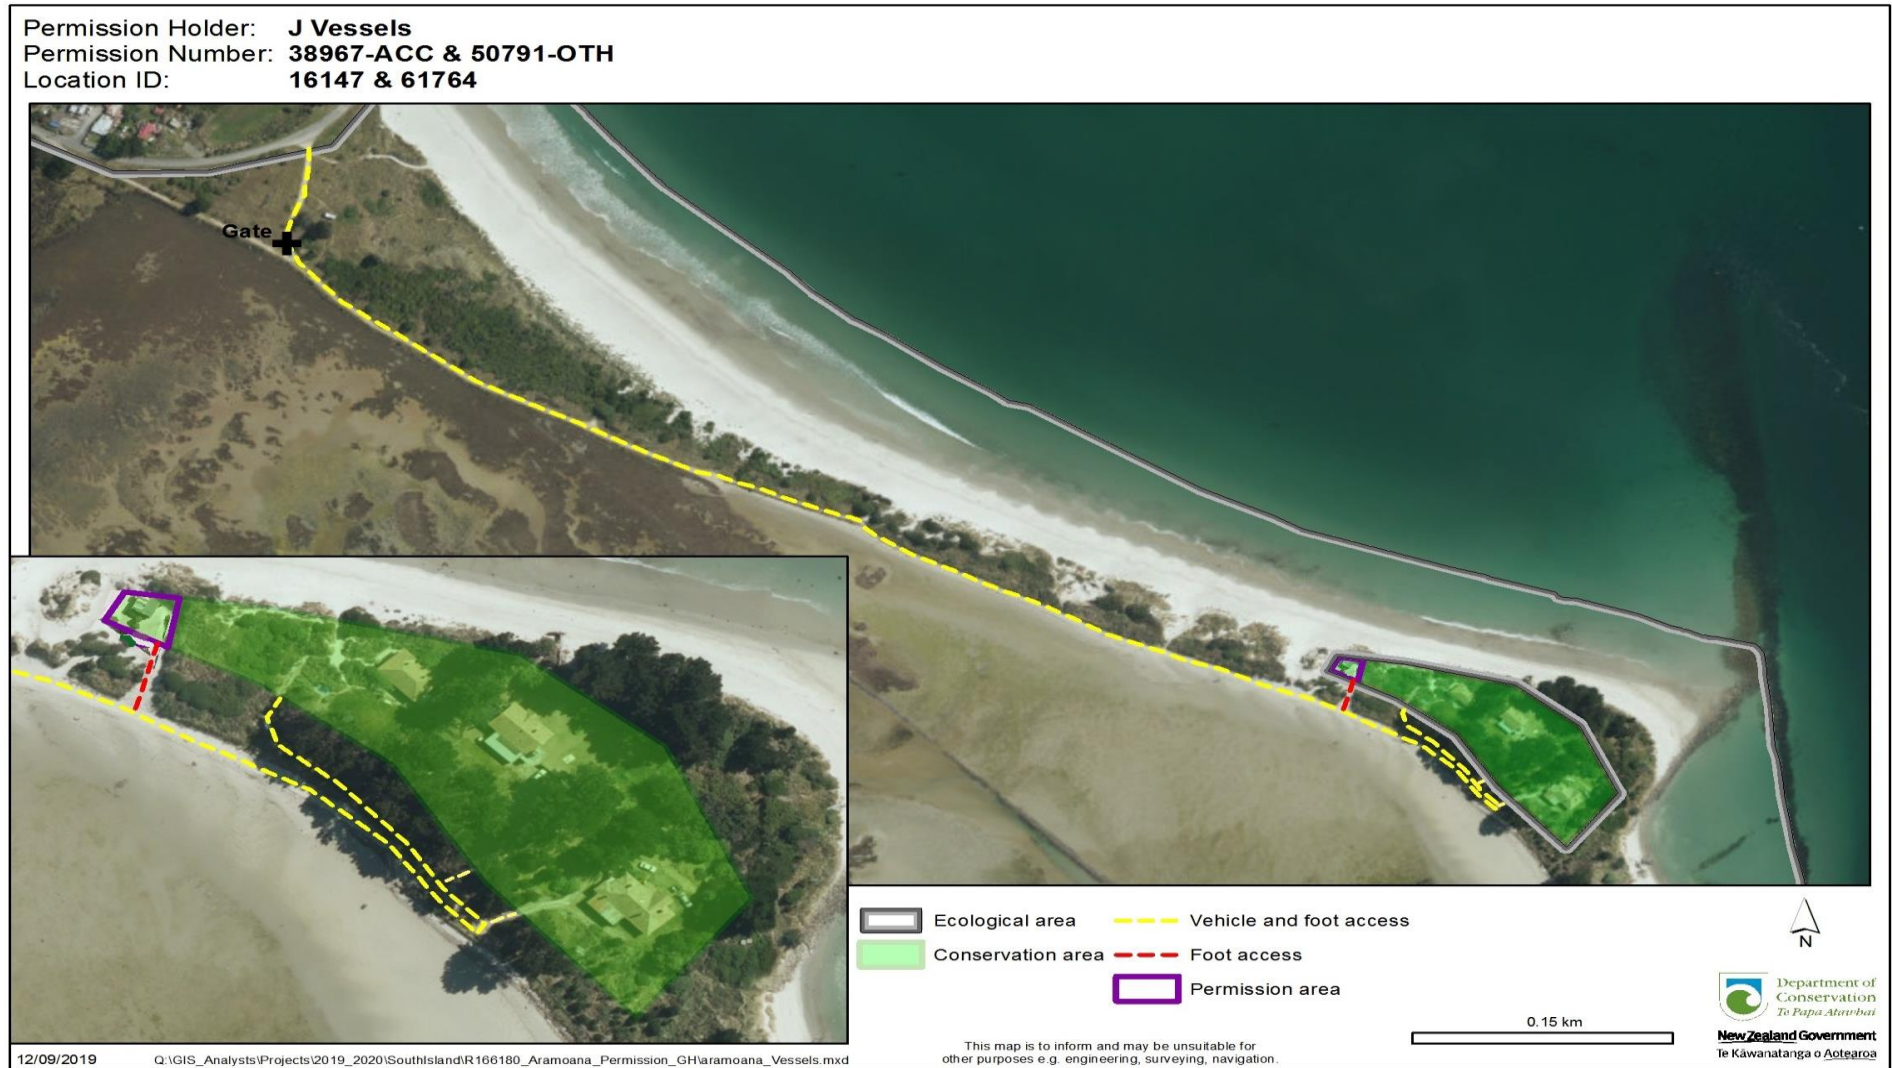 Permission Holder: J Vessels
Permission Number: 38967-ACC & 50791-OTH
Location ID: 16147 & 61764
Gate
Ecological area
Conservation area
Vehicle and foot access
Foot access
Permission area
N
0.15 km
Department of
Conservation
Te Papa Atawhai
New Zealand Government
Te Kāwanatanga o Aotearoa
This map is to inform and may be unsuitable for
other purposes e.g. engineering, surveying, navigation.
12/09/2019
Q:\GIS_Analysts\Projects\2019_2020\SouthIsland\R166180_Aramoana_Permission_GH\aramoana_Vessels.mxd